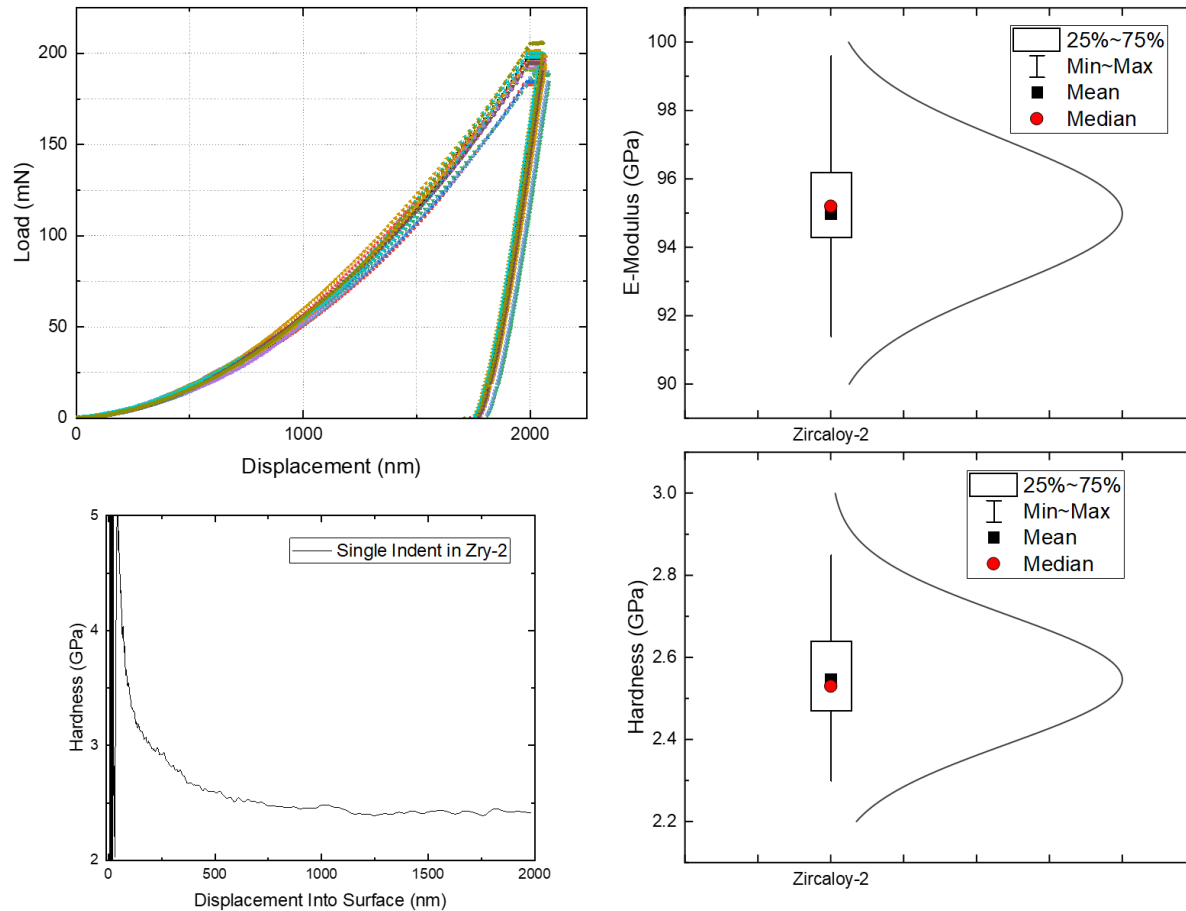 200
150
100
50
0
Load (mN)
0
1000
2000
Displacement (nm)
100
98
96
94
92
90
E-Modulus (GPa)
25%~75%
Min~Max
Mean
Median
Zircaloy-2
5
4
3
2
Hardness (GPa)
Single Indent in Zry-2
0
500
1000
1500
2000
Displacement Into Surface (nm)
3.0
2.8
2.6
2.4
2.2
Hardness (GPa)
25%~75%
Min~Max
Mean
Median
Zircaloy-2